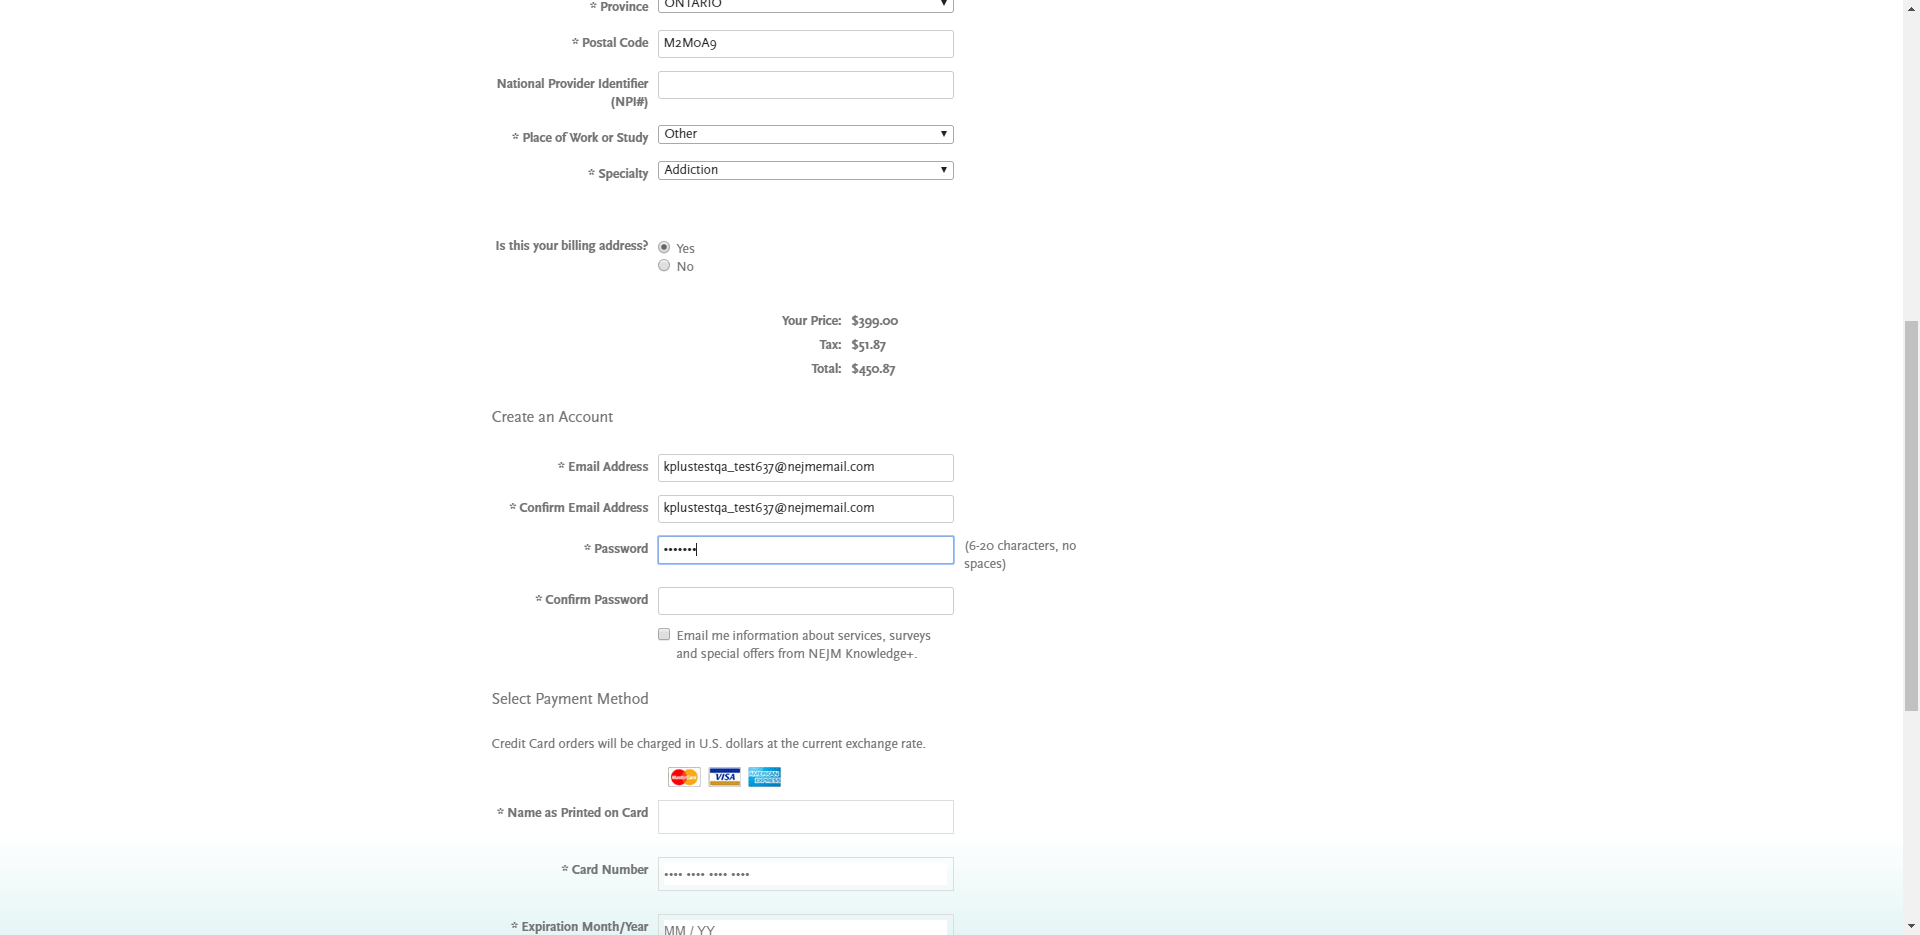 * Province ONTARIO
* Postal Code M2M0A9
National Provider Identifier
(NPI#)
* Place of Work or Study Other
* Specialty Addiction
Is this your billing address? Yes
No
Your Price: $399.00
Tax: $51.87
Total: $450.87
Create an Account
* Email Address kplustestqa_test637@nejmemail.com
* Confirm Email Address kplustestqa_test637@nejmemail.com
* Password ••••••• (6-20 characters, no
spaces)
* Confirm Password
Email me information about services, surveys
and special offers from NEJM Knowledge+.
Select Payment Method
Credit Card orders will be charged in U.S. dollars at the current exchange rate.
MasterCard VISA AMERICAN EXPRESS
* Name as Printed on Card
* Card Number •••• •••• •••• ••••
* Expiration Month/Year MM / YY